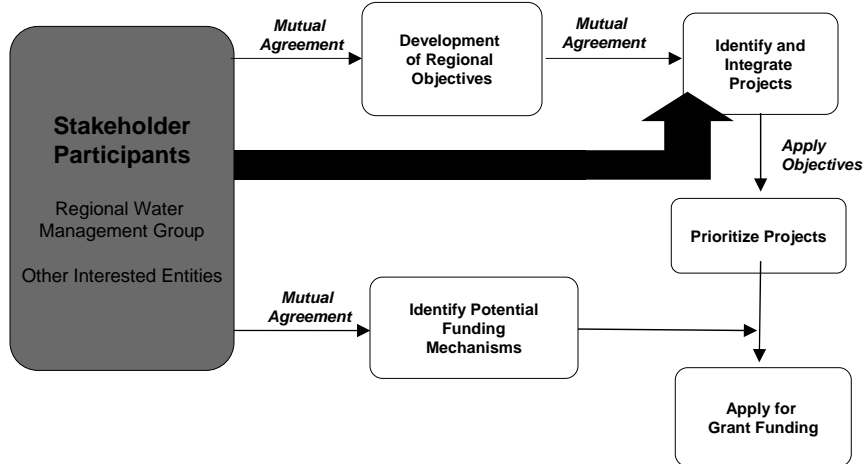 Stakeholder
Participants
Regional Water
Management Group
Other Interested Entities
Mutual
Agreement
Development
of Regional
Objectives
Mutual
Agreement
Identify and
Integrate
Projects
Apply
Objectives
Prioritize Projects
Mutual
Agreement
Identify Potential
Funding
Mechanisms
Apply for
Grant Funding